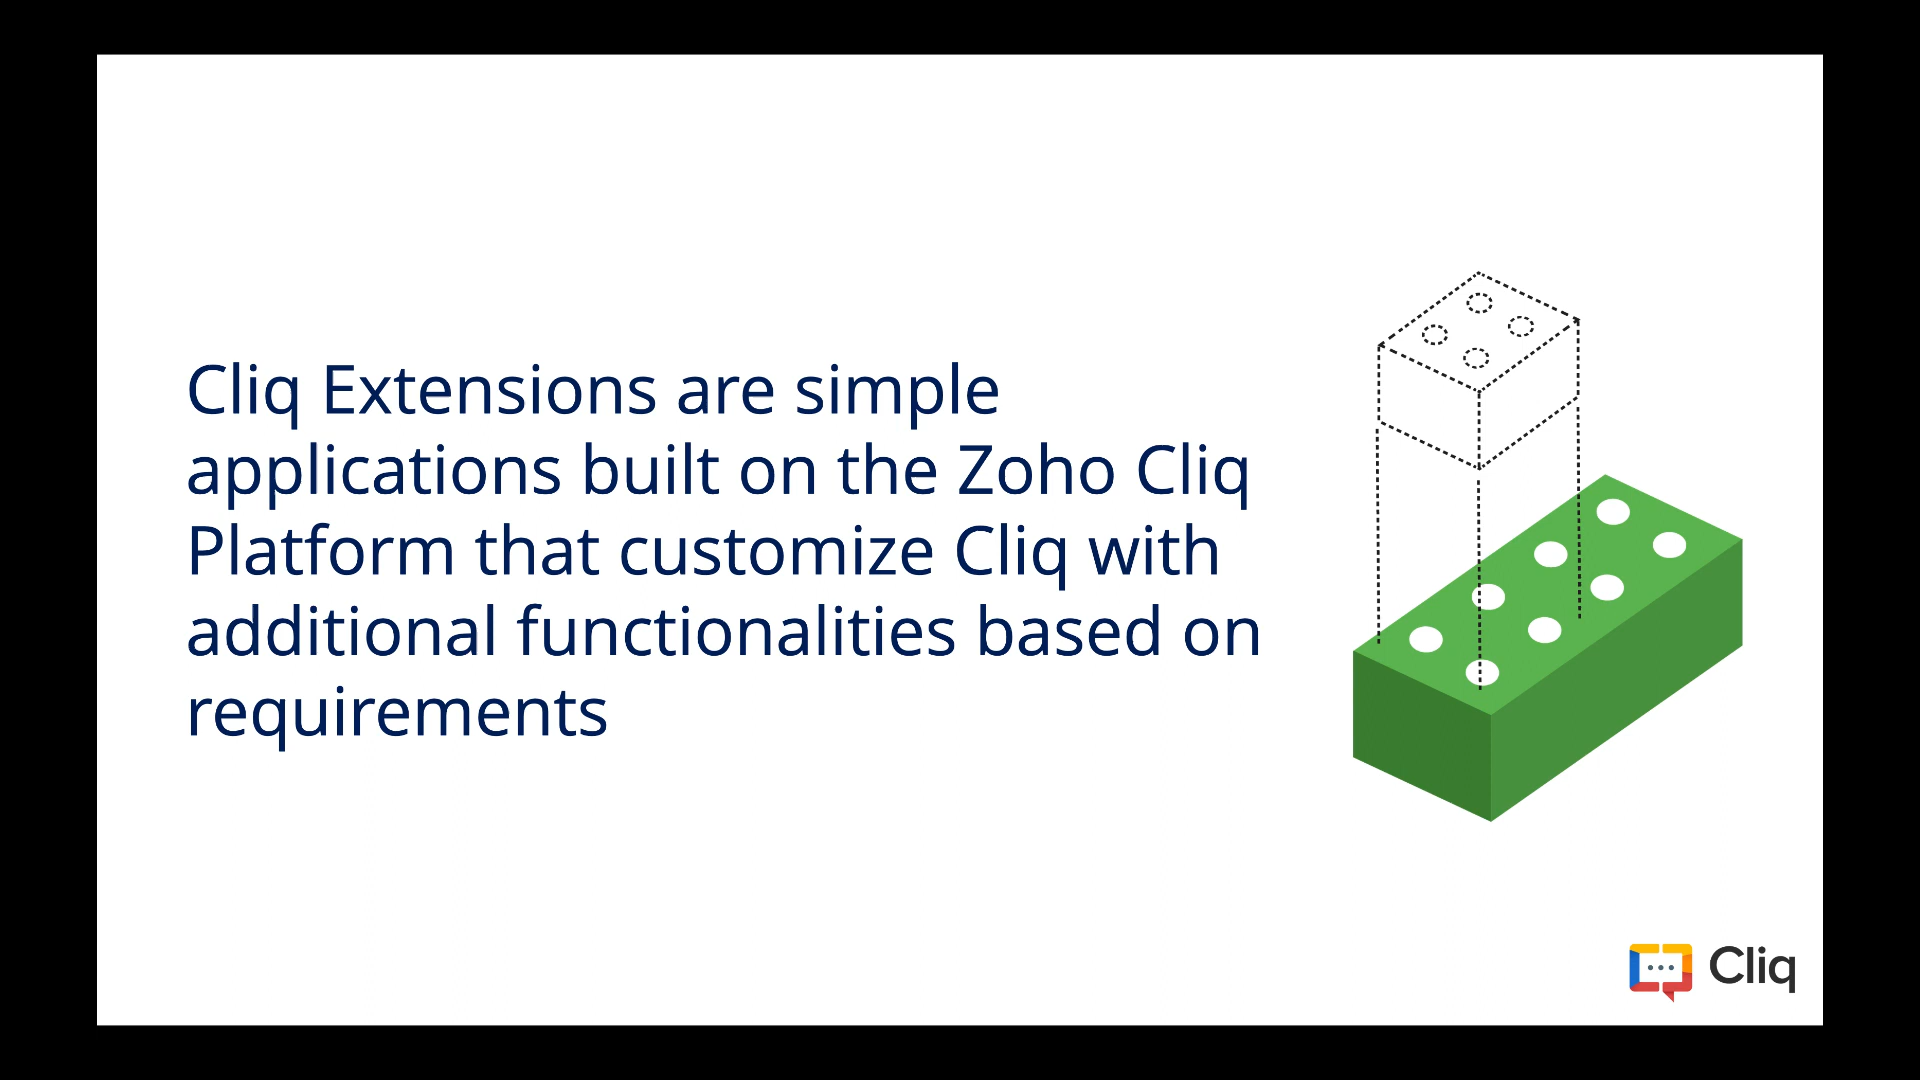 Cliq Extensions are simple
applications built on the Zoho Cliq
Platform that customize Cliq with
additional functionalities based on
requirements
Cliq